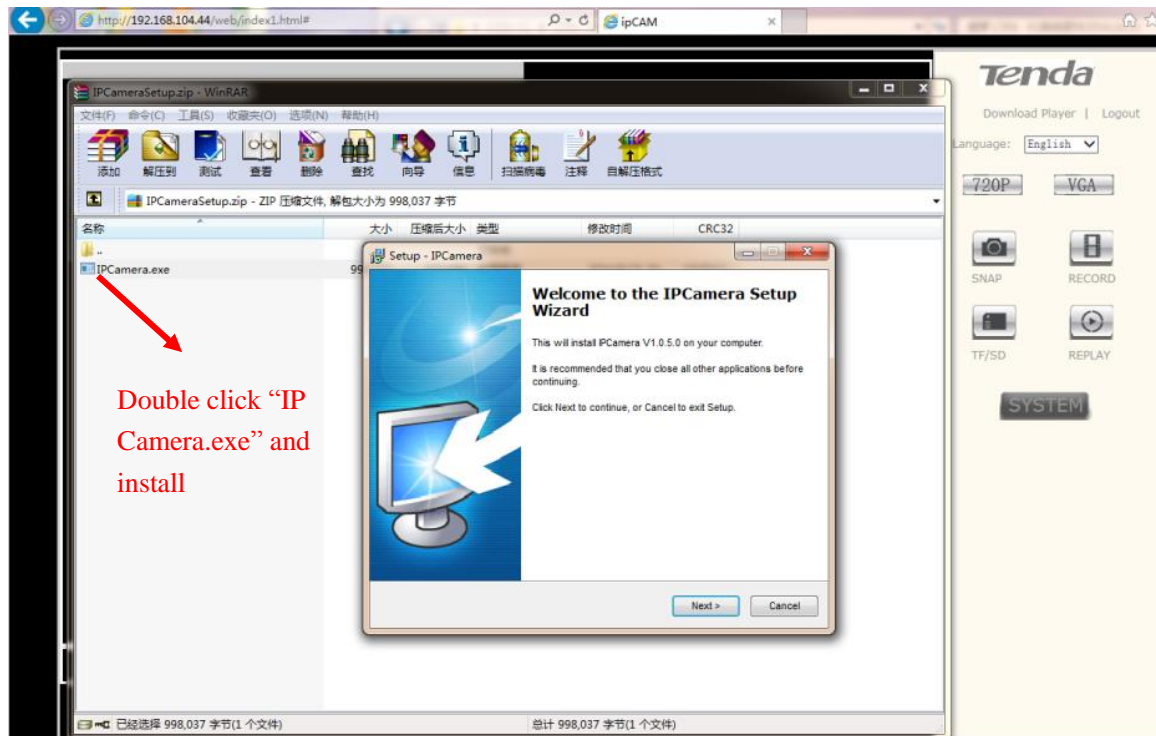 http://192.168.104.44/web/index1.html#
ipCAM
Tenda
Download Player | Logout
Language: English
720P VGA
SNAP RECORD
TF/SD REPLAY
SYSTEM
IPCameraSetup.zip - WinRAR
文件(F) 命令(C) 工具(S) 收藏夹(O) 选项(N) 帮助(H)
添加 解压到 测试 查看 删除 查找 向导 信息 扫描病毒 注释 自解压格式
IPCameraSetup.zip - ZIP 压缩文件, 解包大小为 998,037 字节
名称 大小 压缩后大小 类型 修改时间 CRC32
..
IPCamera.exe 99
Setup - IPCamera
Welcome to the IPCamera Setup
Wizard
This will install IPCamera V1.0.5.0 on your computer.
It is recommended that you close all other applications before
continuing.
Click Next to continue, or Cancel to exit Setup.
Next > Cancel
Double click “IP
Camera.exe” and
install
已经选择 998,037 字节(1 个文件) 总计 998,037 字节(1 个文件)